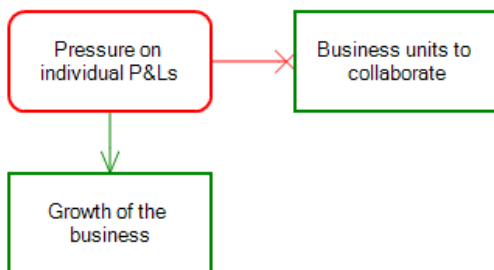 Pressure on
individual P&Ls
Business units to
collaborate
Growth of the
business